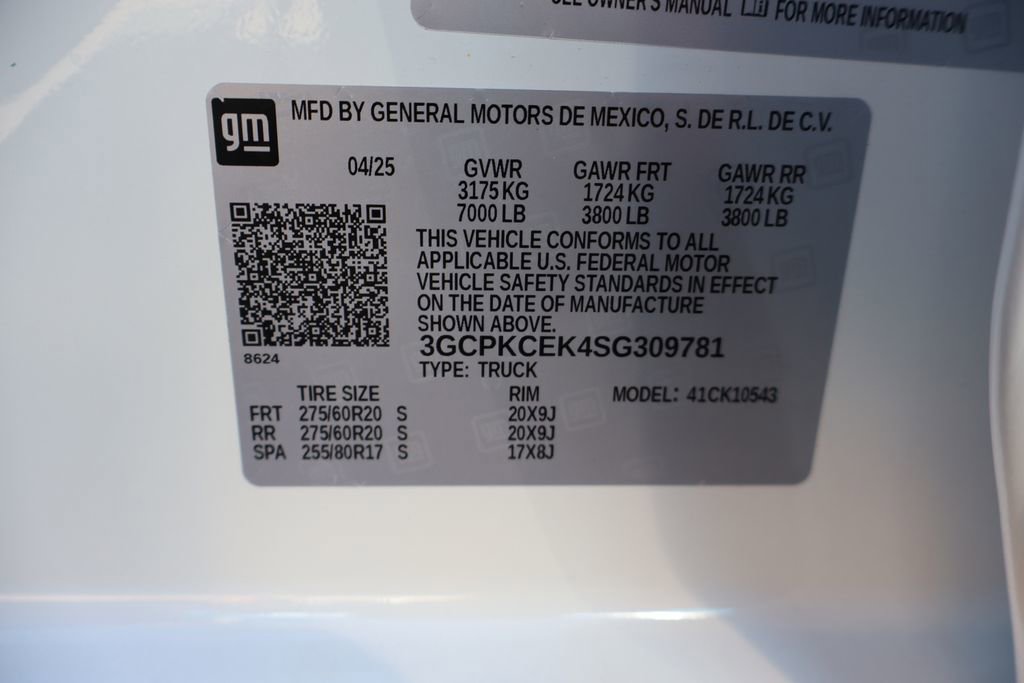 SEE OWNER'S MANUAL FOR MORE INFORMATION
gm
MFD BY GENERAL MOTORS DE MEXICO, S. DE R.L. DE C.V.
04/25 GVWR GAWR FRT GAWR RR
3175 KG 1724 KG 1724 KG
7000 LB 3800 LB 3800 LB
THIS VEHICLE CONFORMS TO ALL
APPLICABLE U.S. FEDERAL MOTOR
VEHICLE SAFETY STANDARDS IN EFFECT
ON THE DATE OF MANUFACTURE
SHOWN ABOVE.
8624
3GCPKCEK4SG309781
TYPE: TRUCK
TIRE SIZE RIM MODEL: 41CK10543
FRT 275/60R20 S 20X9J
RR 275/60R20 S 20X9J
SPA 255/80R17 S 17X8J